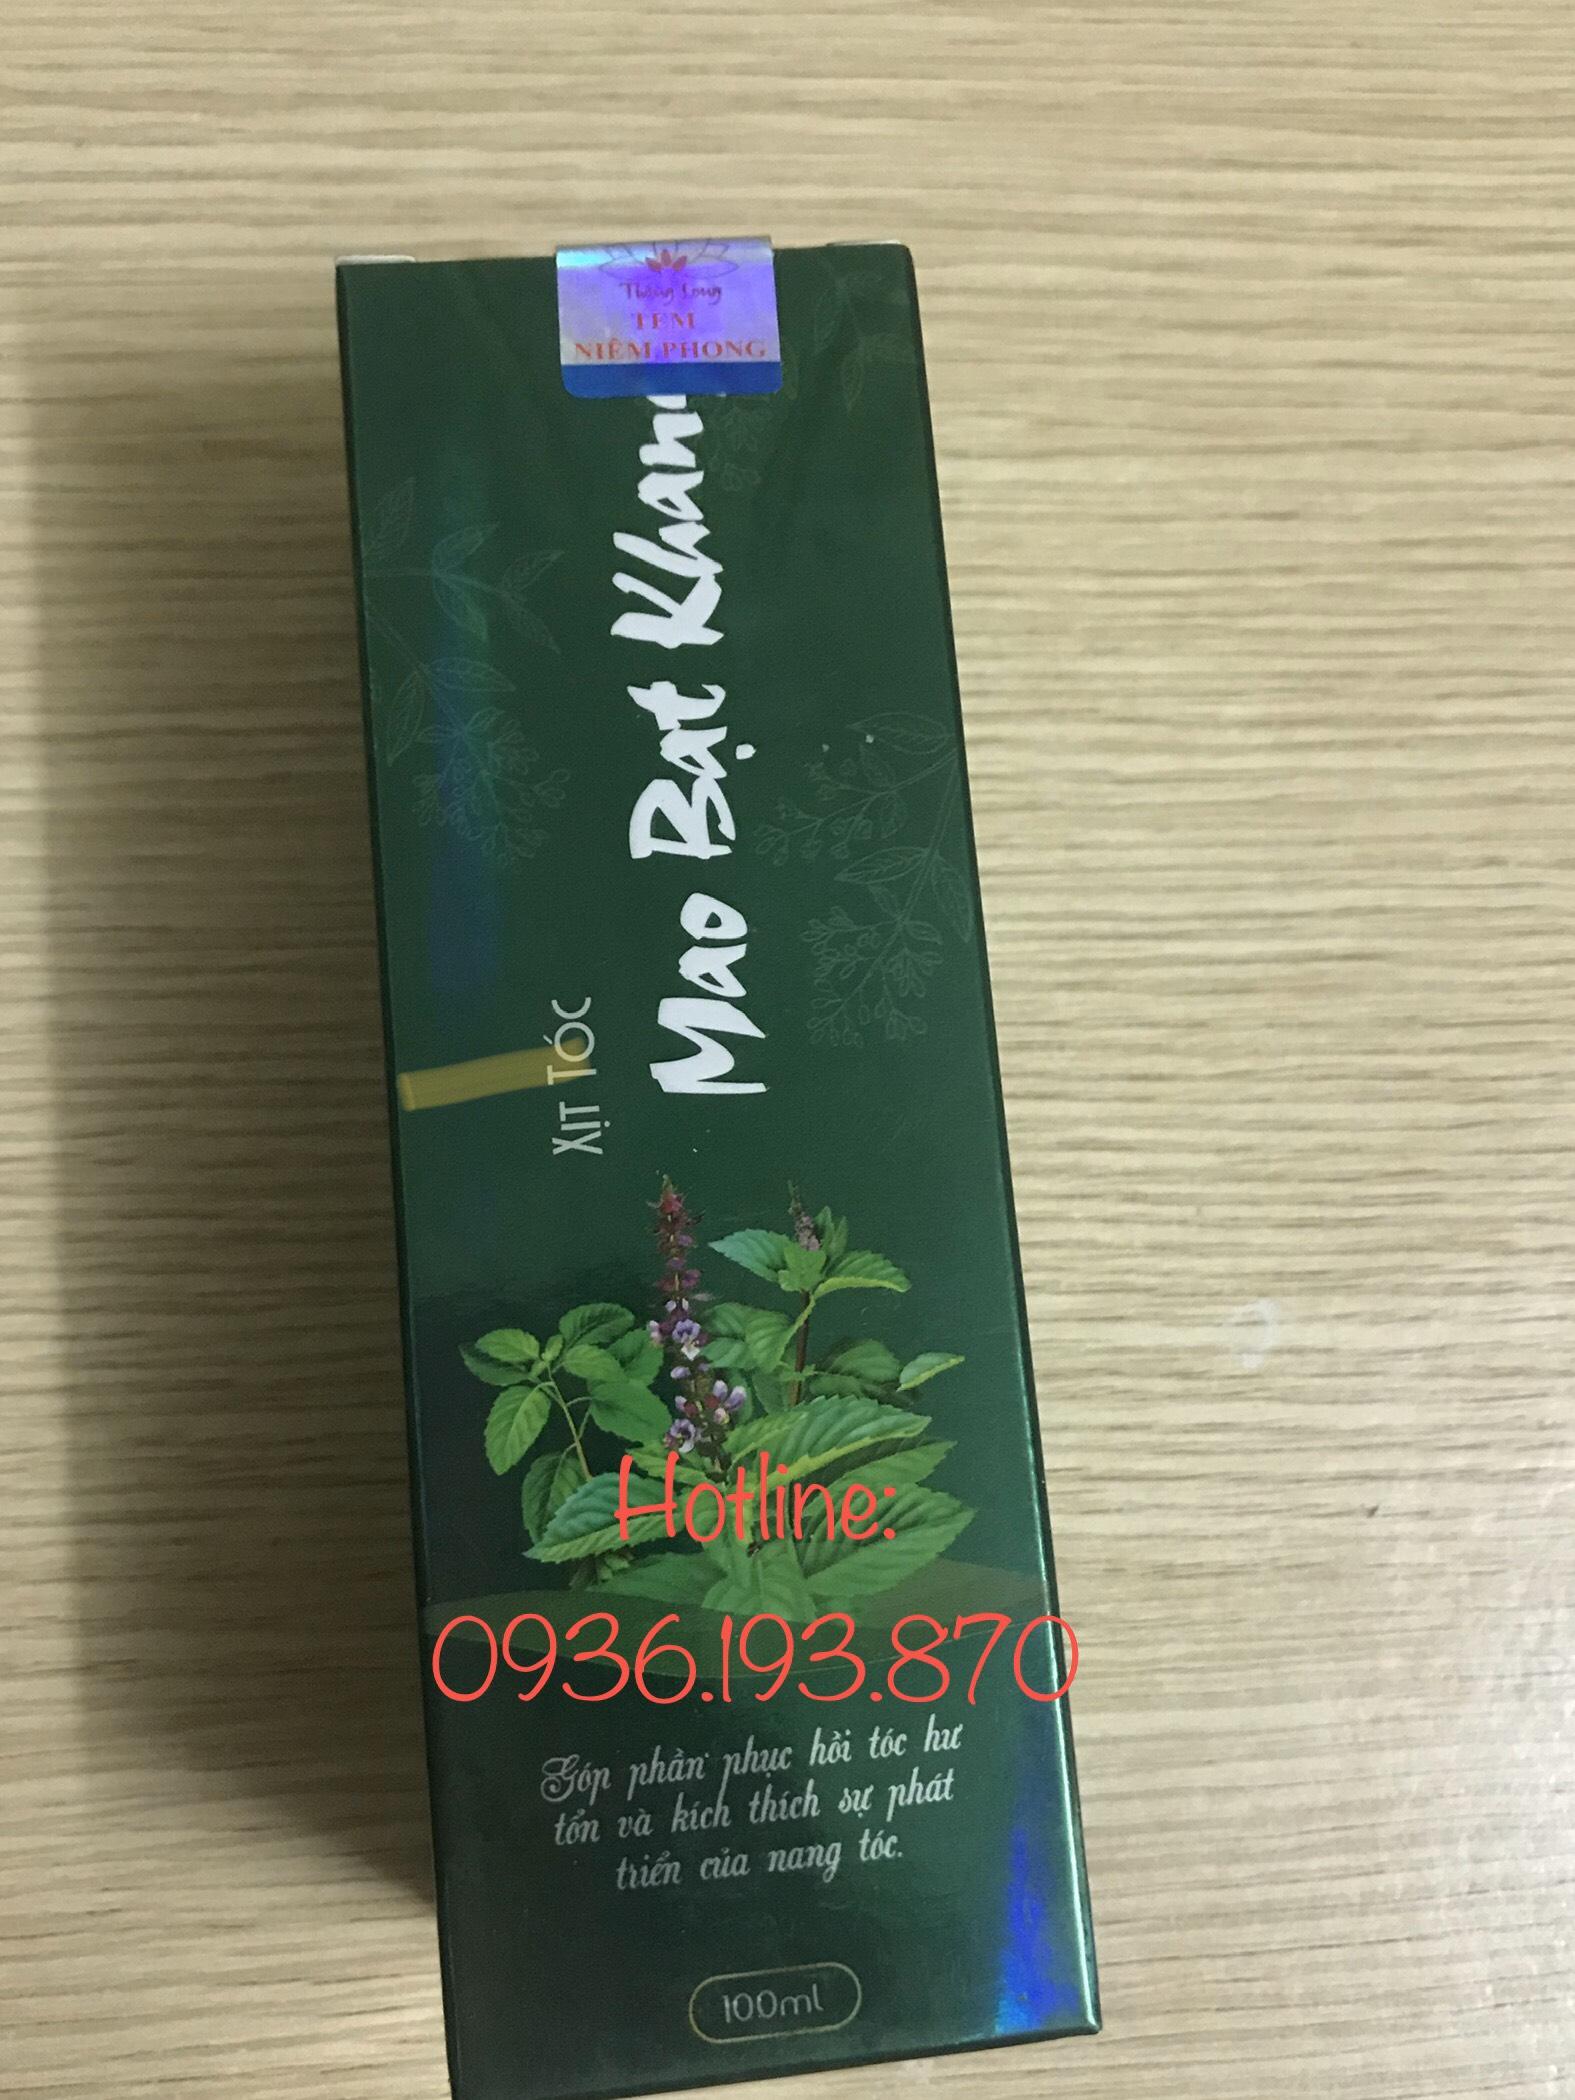 Thăng Long
TEM
NIÊM PHONG
XỊT TÓC
Mao Bạt Khan
Hotline:
0936.193.870
Góp phần phục hồi tóc hư
tổn và kích thích sự phát
triển của nang tóc.
100ml